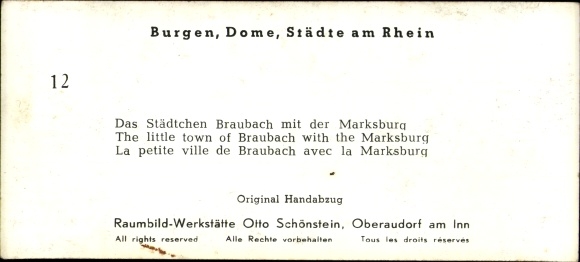 Burgen, Dome, Städte am Rhein
12
Das Städtchen Braubach mit der Marksburg
The little town of Braubach with the Marksburg
La petite ville de Braubach avec la Marksburg
Original Handabzug
Raumbild-Werkstätte Otto Schönstein, Oberaudorf am Inn
All rights reserved Alle Rechte vorbehalten Tous les droits réservés